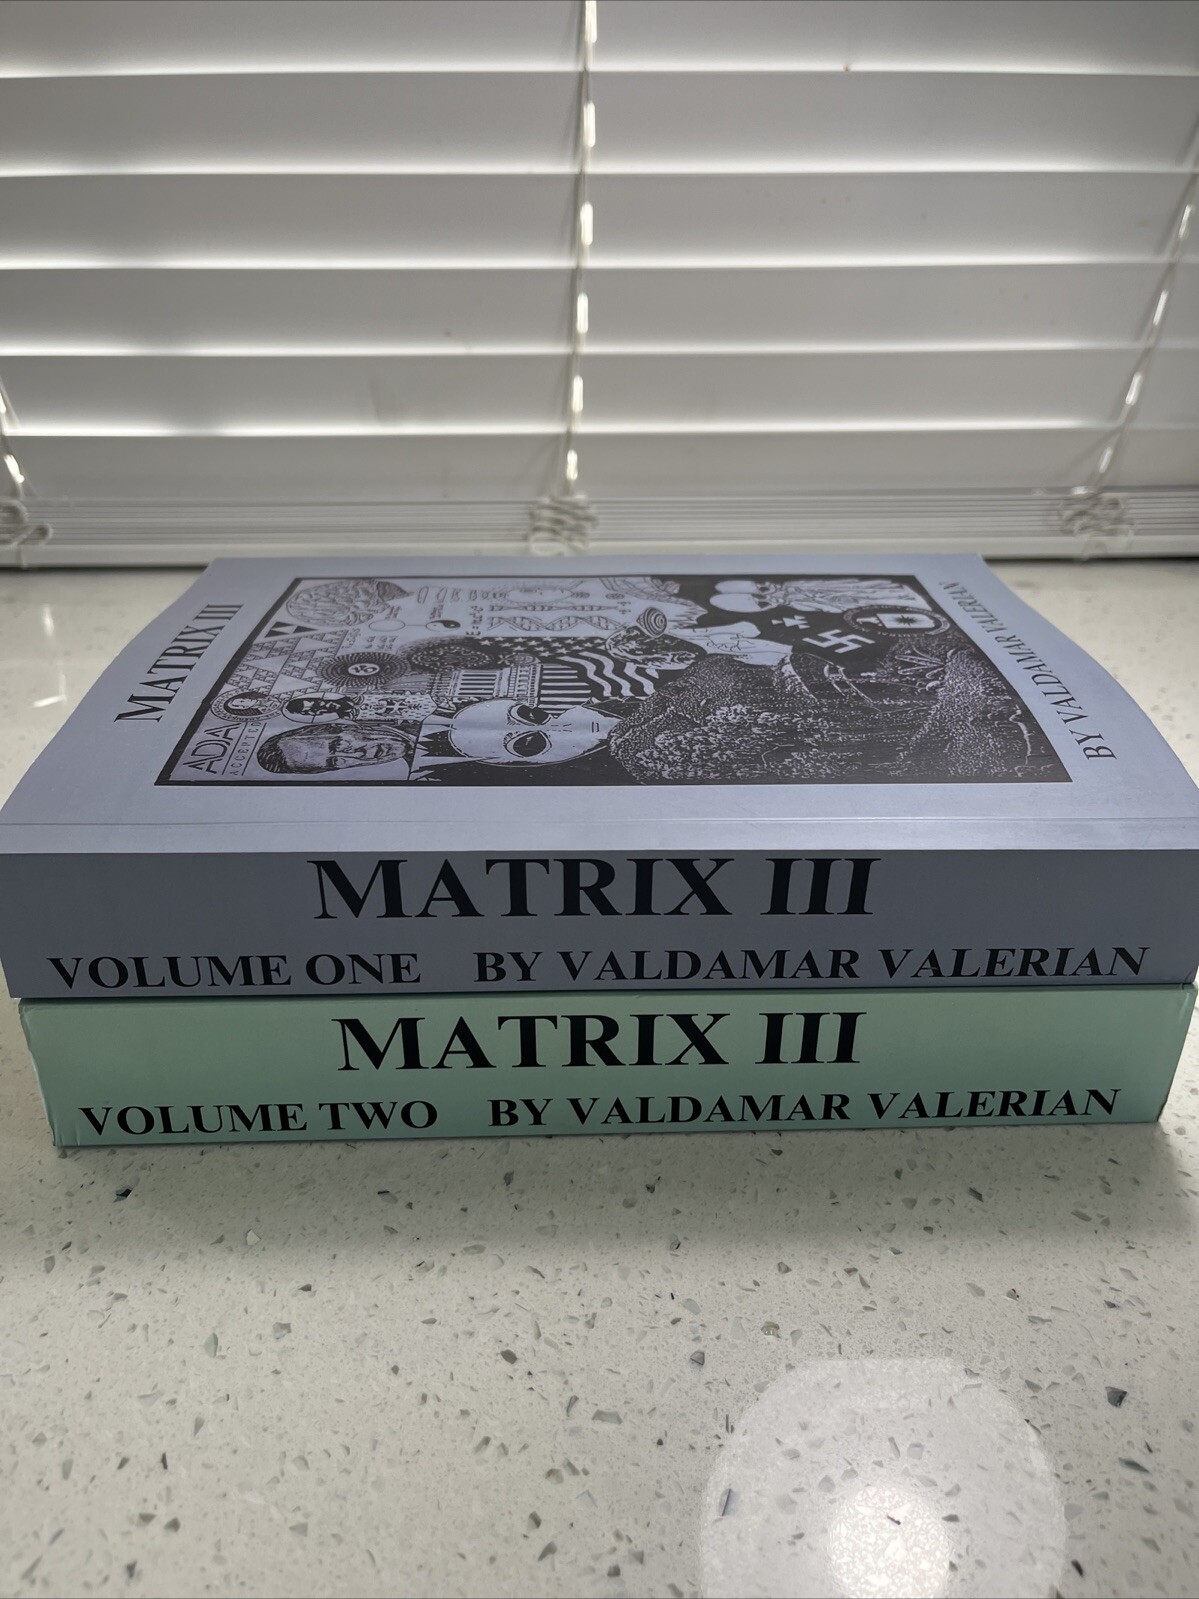 MATRIX III
BY VALDAMAR VALERIAN
ADA
ACCEPTED
MATRIX III
VOLUME ONE BY VALDAMAR VALERIAN
MATRIX III
VOLUME TWO BY VALDAMAR VALERIAN